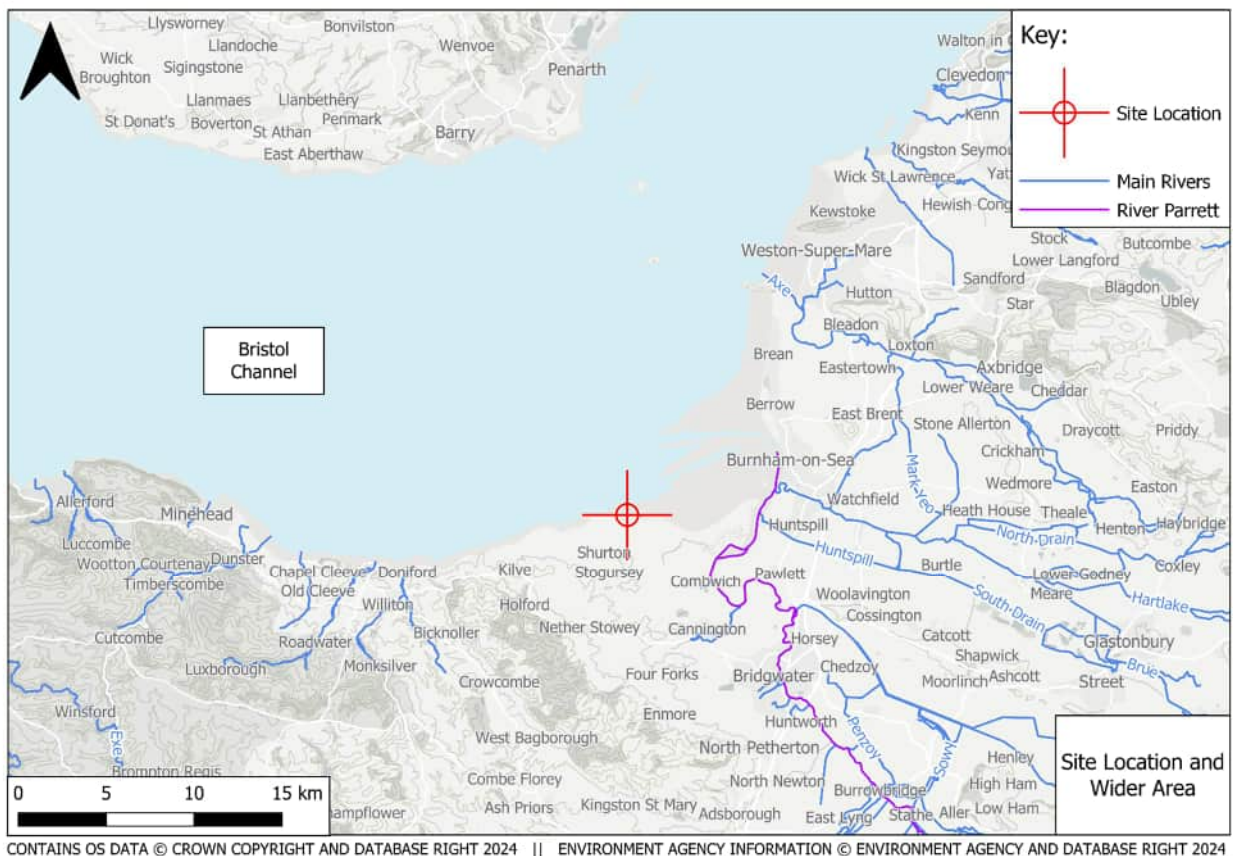 Llysworney
Bonvilston
Llandoche
Wenvoe
Wick
Broughton
Sigingstone
Penarth
Llanmaes
Llanbethêry
St Donat's
Boverton
Penmark
St Athan
Barry
East Aberthaw
Walton in
Clevedon
Kenn
Kingston Seymou
Wick St Lawrence
Yat
Kewstoke
Hewish
Cong
Key:
Site Location
Main Rivers
River Parrett
Stock
Butcombe
Weston-Super-Mare
Lower Langford
Sandford
Blagdon
Axe
Hutton
Star
Ubley
Bleadon
Loxton
Bristol
Channel
Brean
Eastertown
Axbridge
Lower Weare
Cheddar
Berrow
East Brent
Stone Allerton
Draycott
Priddy
Crickham
Burnham-on-Sea
Mark Yeo
Wedmore
Easton
Watchfield
Heath House
Theale
Henton
Haybridge
Huntspill
North Drain
Allerford
Minehead
Luccombe
Wootton Courtenay
Dunster
Timberscombe
Chapel Cleeve
Doniford
Old Cleeve
Kilve
Shurton
Stogursey
Combwich
Pawlett
Huntspill
Burtle
Lower Godney
Coxley
Meare
Hartlake
Williton
Holford
Woolavington
Cossington
South Drain
Cutcombe
Roadwater
Bicknoller
Nether Stowey
Cannington
Horsey
Catcott
Glastonbury
Luxborough
Monksilver
Crowcombe
Four Forks
Bridgwater
Chedzoy
Shapwick
Moorlinch
Ashcott
Street
Brue
Winsford
Exe
Enmore
Huntworth
Penzoy
West Bagborough
North Petherton
Sowy
Henley
Brompton Regis
Combe Florey
North Newton
Burrowbridge
High Ham
hampflower
Ash Priors
Kingston St Mary
Adsborough
East Lyng
Stathe
Aller
Low Ham
Site Location and
Wider Area
0 5 10 15 km
CONTAINS OS DATA © CROWN COPYRIGHT AND DATABASE RIGHT 2024 || ENVIRONMENT AGENCY INFORMATION © ENVIRONMENT AGENCY AND DATABASE RIGHT 2024